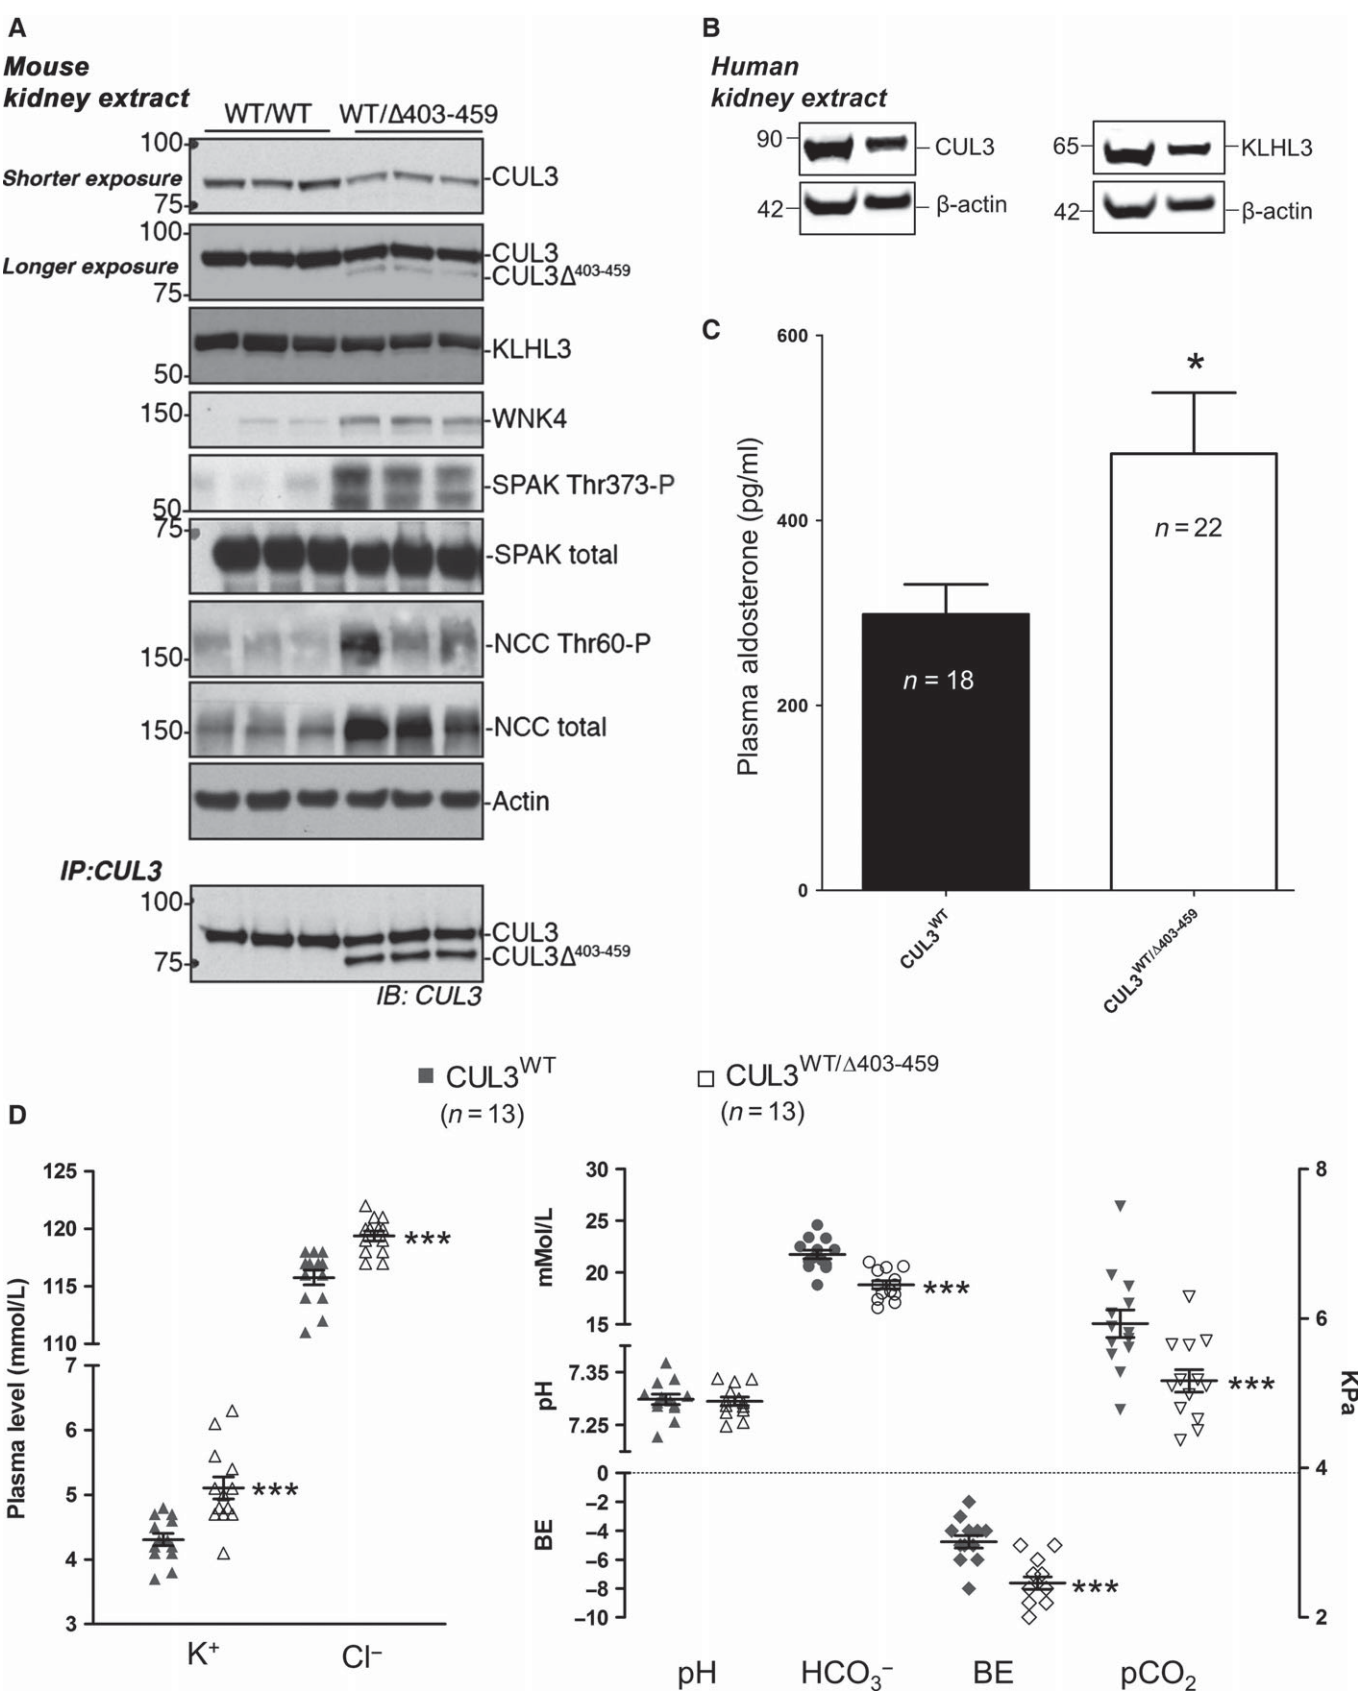 A
Mouse
kidney extract
WT/WT WT/Δ403-459
100
Shorter exposure
CUL3
75
100
CUL3
Longer exposure
CUL3Δ403-459
75
KLHL3
50
150
WNK4
SPAK Thr373-P
50
75
SPAK total
NCC Thr60-P
150
150
NCC total
Actin
IP:CUL3
100
CUL3
CUL3Δ403-459
75
IB: CUL3
B
Human
kidney extract
90
CUL3
42
β-actin
65
KLHL3
42
β-actin
C
Plasma aldosterone (pg/ml)
600
400
200
0
*
n = 18
n = 22
CUL3WT
CUL3WT/Δ403-459
CUL3WT
(n = 13)
CUL3WT/Δ403-459
(n = 13)
D
Plasma level (mmol/L)
125
120
115
110
7
6
5
4
3
***
***
K+
Cl−
mMol/L
30
25
20
15
pH
7.35
7.25
BE
0
−2
−4
−6
−8
−10
***
***
***
8
6
4
2
KPa
pH
HCO3−
BE
pCO2